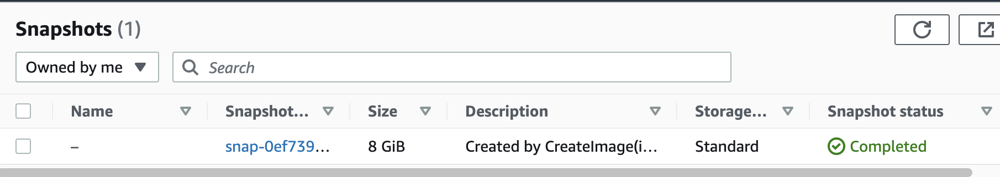 Snapshots (1)
Owned by me
Search
Name Snapshot... Size Description Storage... Snapshot status
– snap-0ef739... 8 GiB Created by CreateImage(i... Standard Completed